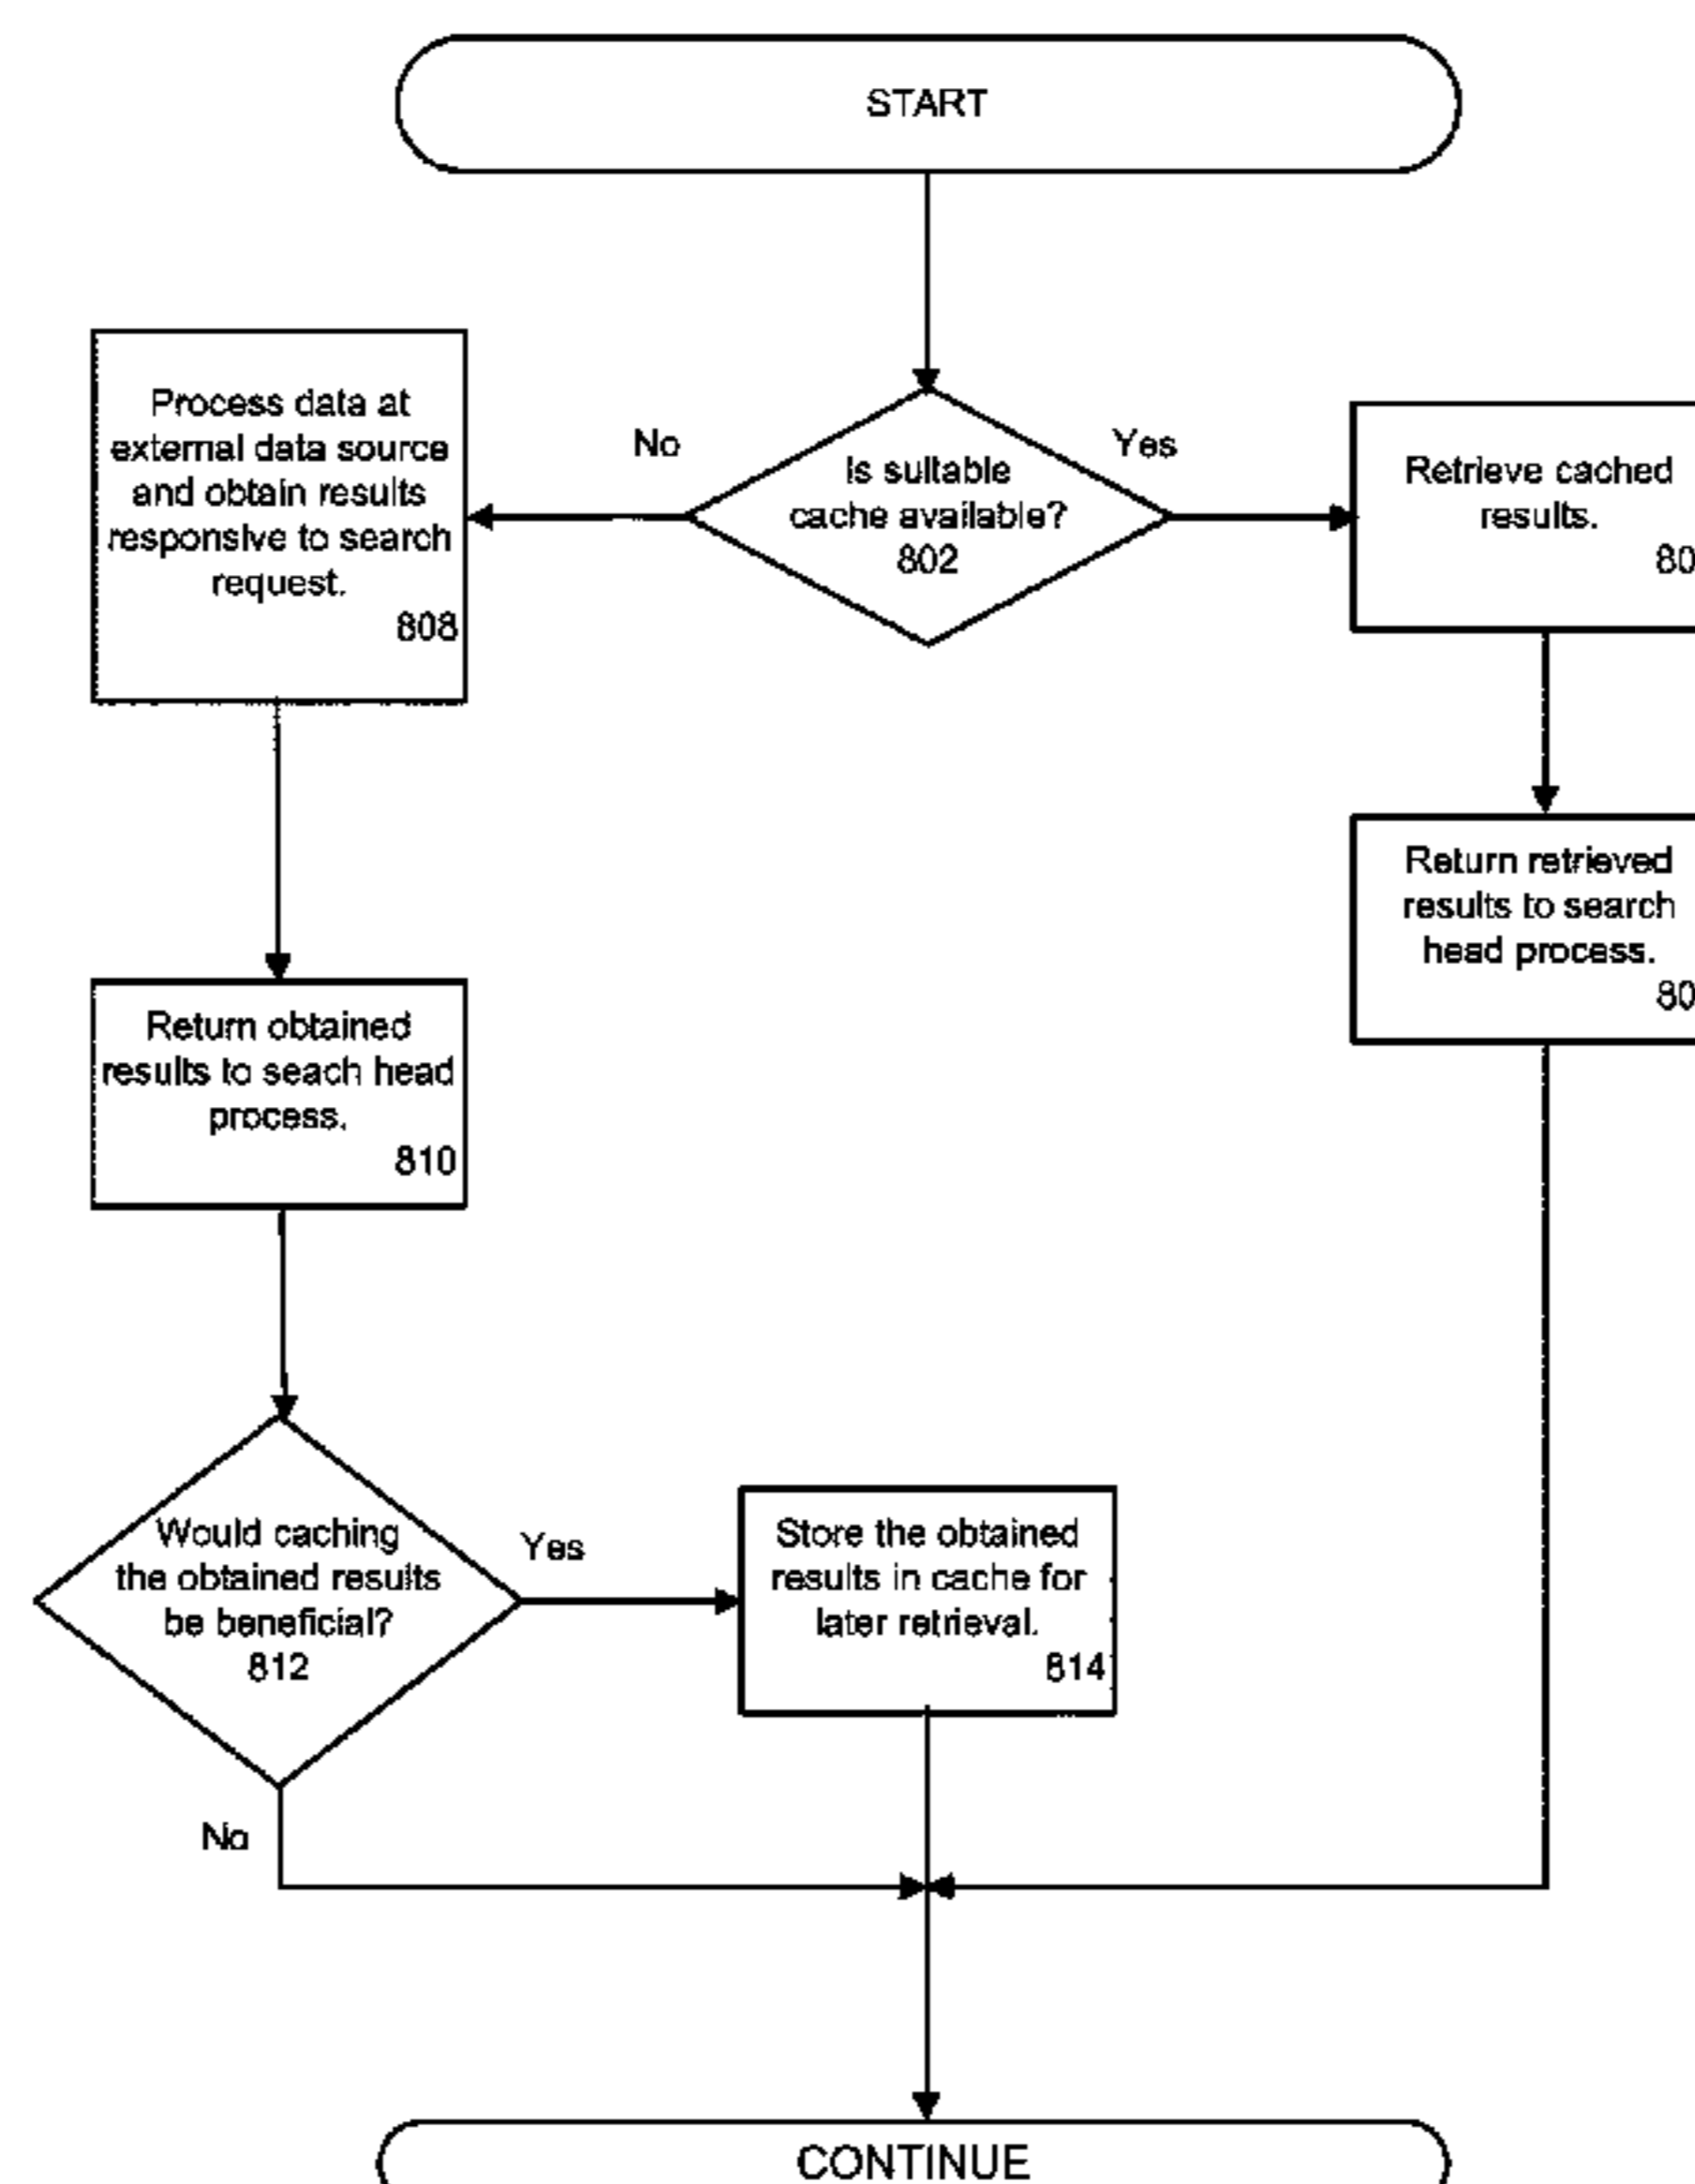 START
No
Yes
Is suitable
cache available?
802
Process data at
external data source
and obtain results
responsive to search
request.
808
Retrieve cached
results.
80
Return retrieved
results to search
head process.
80
Return obtained
results to seach head
process.
810
Would caching
the obtained results
be beneficial?
812
Yes
No
Store the obtained
results in cache for
later retrieval.
814
CONTINUE